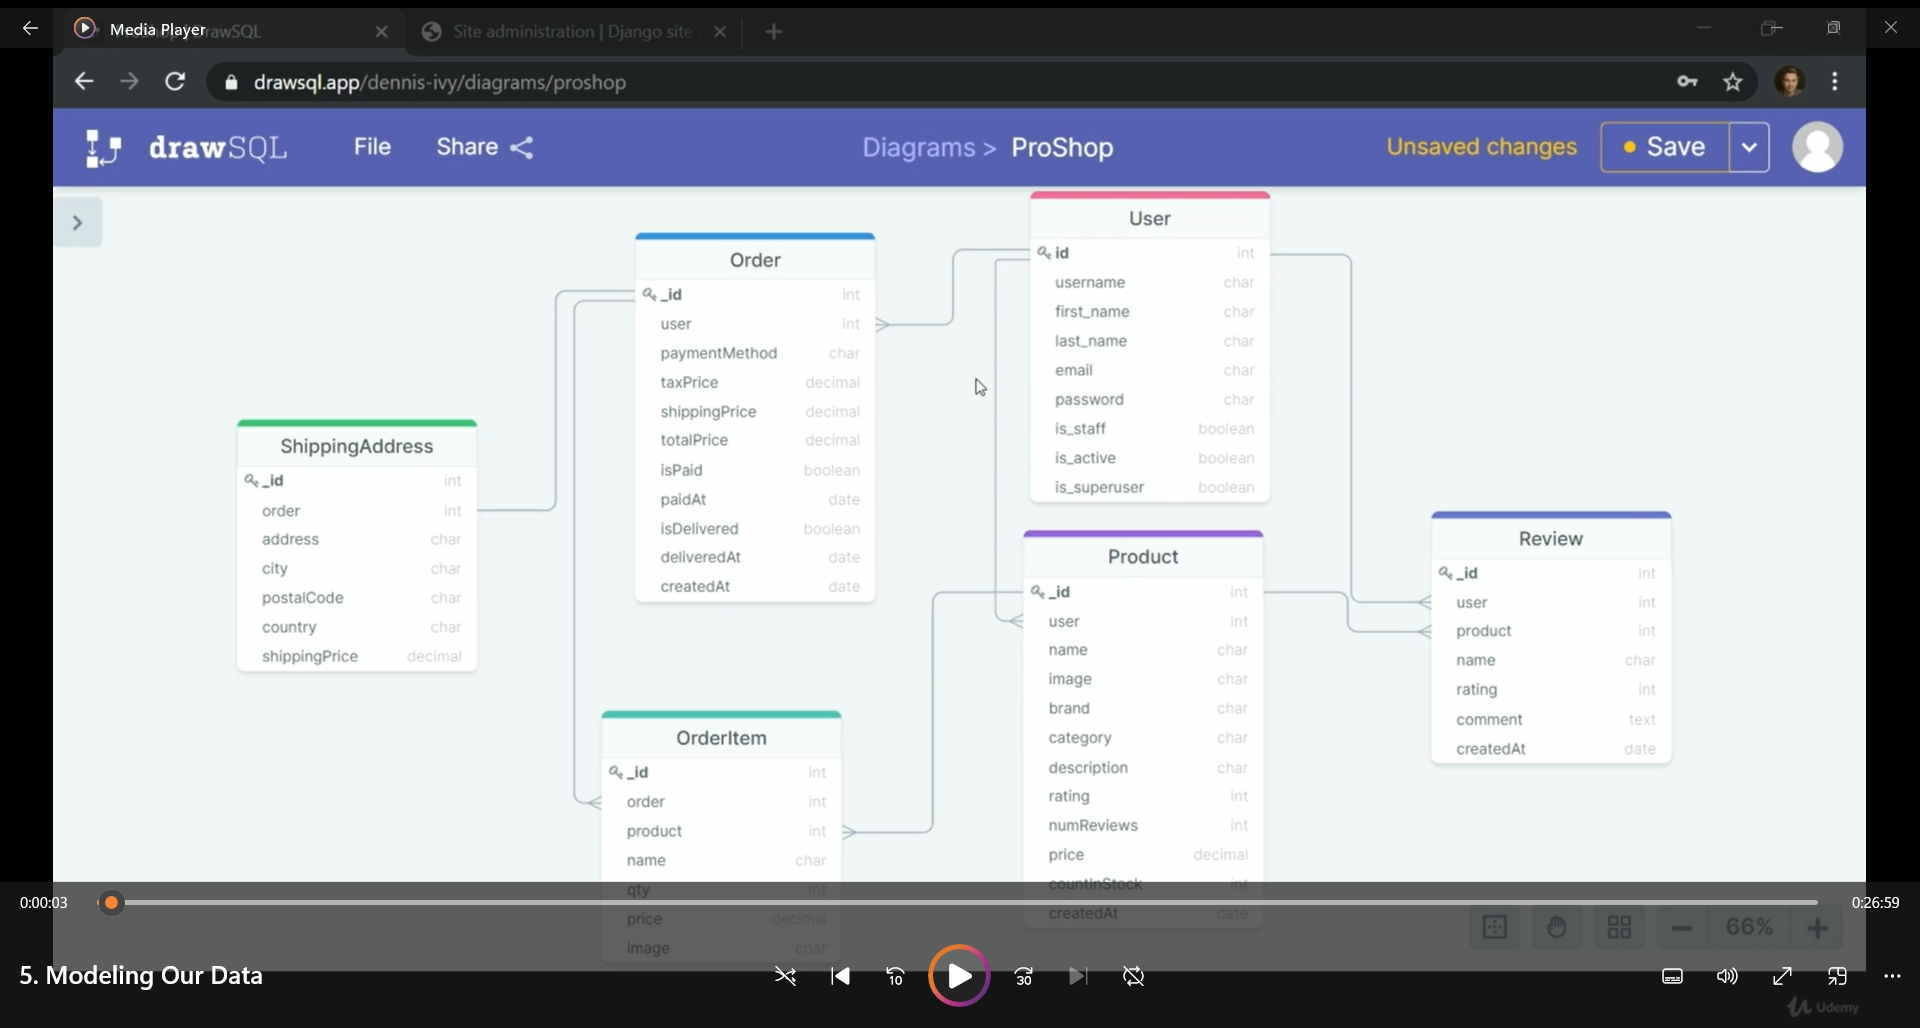 Media Player
Site administration | Django site
drawsql.app/dennis-ivy/diagrams/proshop
drawSQL File Share Diagrams > ProShop Unsaved changes Save
ShippingAddress
_id int
order int
address char
city char
postalCode char
country char
shippingPrice decimal
Order
_id int
user int
paymentMethod char
taxPrice decimal
shippingPrice decimal
totalPrice decimal
isPaid boolean
paidAt date
isDelivered boolean
deliveredAt date
createdAt date
OrderItem
_id int
order int
product int
name char
qty int
price decimal
image char
User
id int
username char
first_name char
last_name char
email char
password char
is_staff boolean
is_active boolean
is_superuser boolean
Product
_id int
user int
name char
image char
brand char
category char
description char
rating int
numReviews int
price decimal
countInStock int
createdAt date
Review
_id int
user int
product int
name char
rating int
comment text
createdAt date
66%
0:00:03 0:26:59
5. Modeling Our Data
10
30
Udemy